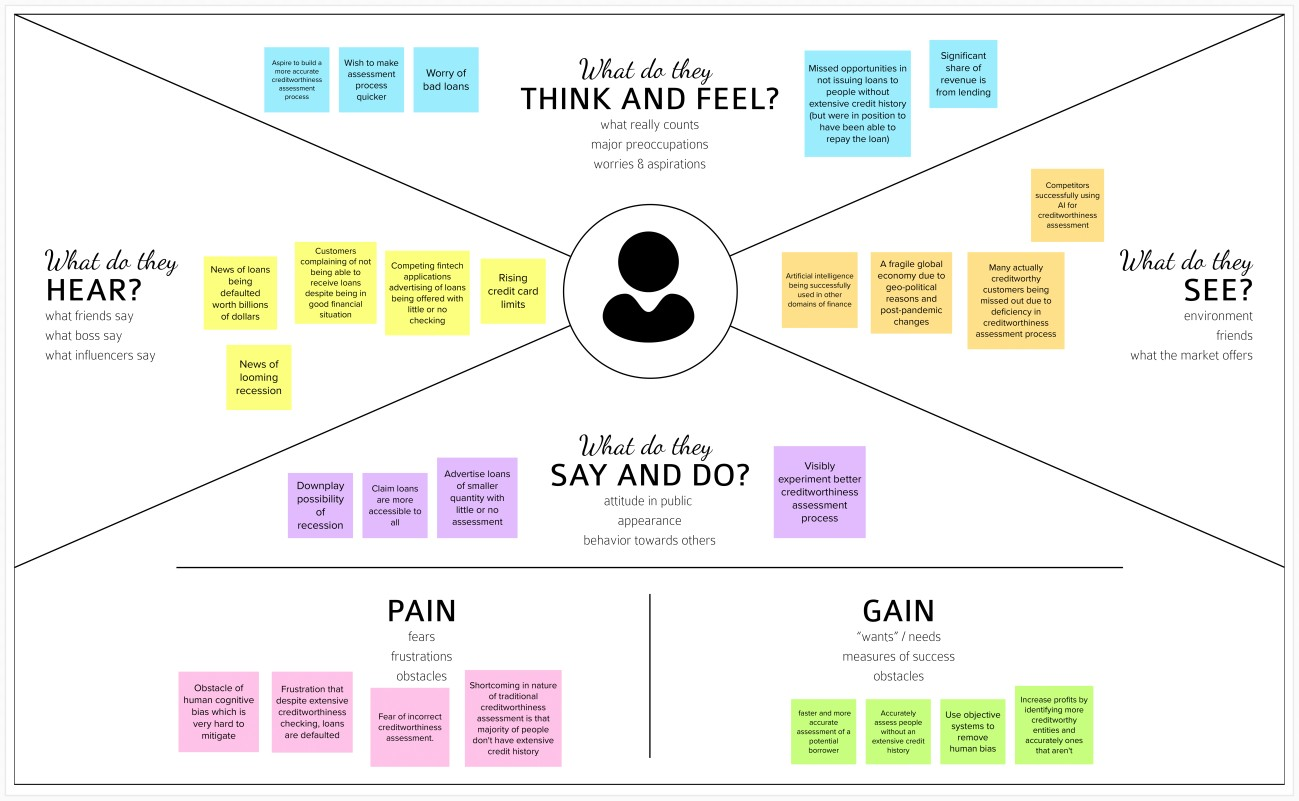 What do they
THINK AND FEEL?
what really counts
major preoccupations
worries & aspirations
Aspire to build a
more accurate
creditworthiness
assessment
process
Wish to make
assessment
process
quicker
Worry of
bad loans
Missed opportunities in
not issuing loans to
people without
extensive credit history
(but were in position to
have been able to
repay the loan)
Significant
share of
revenue is
from lending
What do they
HEAR?
what friends say
what boss say
what influencers say
News of loans
being
defaulted
worth billions
of dollars
Customers
complaining of not
being able to
receive loans
despite being in
good financial
situation
Competing fintech
applications
advertising of loans
being offered with
little or no
checking
Rising
credit card
limits
News of
looming
recession
What do they
SEE?
environment
friends
what the market offers
Competitors
successfully using
AI for
creditworthiness
assessment
Artificial intelligence
being successfully
used in other
domains of finance
A fragile global
economy due to
geo-political
reasons and
post-pandemic
changes
Many actually
creditworthy
customers being
missed out due to
deficiency in
creditworthiness
assessment process
What do they
SAY AND DO?
attitude in public
appearance
behavior towards others
Downplay
possibility
of
recession
Claim loans
are more
accessible to
all
Advertise loans
of smaller
quantity with
little or no
assessment
Visibly
experiment better
creditworthiness
assessment
process
PAIN
fears
frustrations
obstacles
Obstacle of
human cognitive
bias which is
very hard to
mitigate
Frustration that
despite extensive
creditworthiness
checking, loans
are defaulted
Fear of incorrect
creditworthiness
assessment.
Shortcoming in nature
of traditional
creditworthiness
assessment is that
majority of people
don't have extensive
credit history
GAIN
"wants" / needs
measures of success
obstacles
faster and more
accurate
assessment of a
potential
borrower
Accurately
assess people
without an
extensive credit
history
Use objective
systems to
remove
human bias
Increase profits by
identifying more
creditworthy
entities and
accurately ones
that aren't